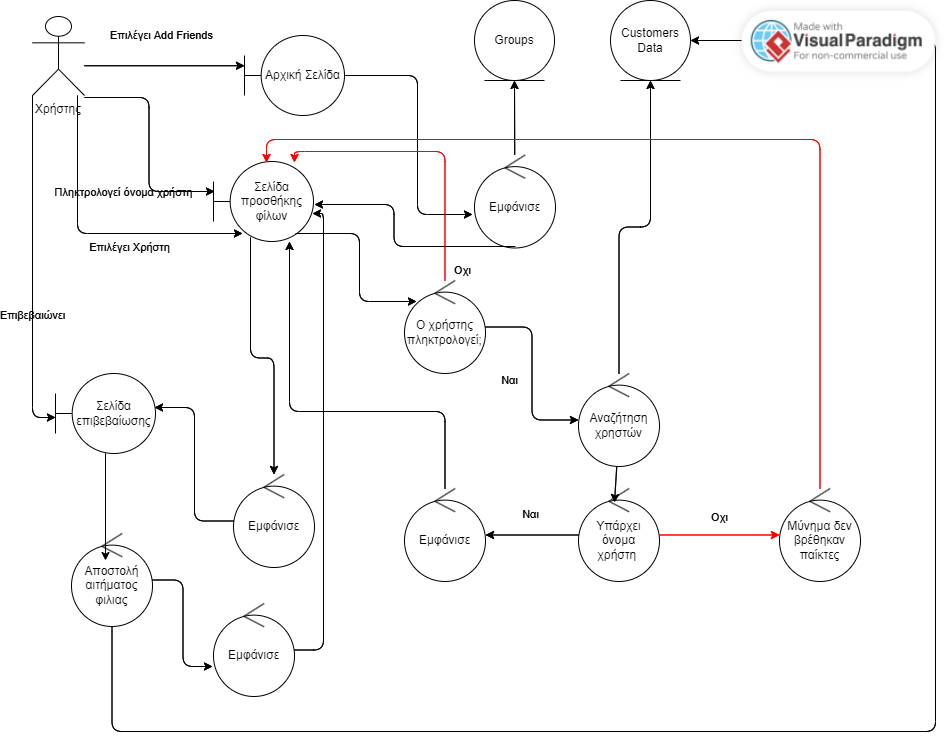 Επιλέγει Add Friends
Groups
Customers
Data
Made with
Visual Paradigm
For non-commercial use
Αρχική Σελίδα
Χρήστης
Πληκτρολογεί όνομα χρήστη
Σελίδα
προσθήκης
φίλων
Εμφάνισε
Επιλέγει Χρήστη
Οχι
Επιβεβαιώνει
Ο χρήστης
πληκτρολογεί;
Ναι
Σελίδα
επιβεβαίωσης
Αναζήτηση
χρηστών
Εμφάνισε
Εμφάνισε
Ναι
Υπάρχει
όνομα
χρήστη
Οχι
Μύνημα δεν
βρέθηκαν
παίκτες
Αποστολή
αιτήματος
φιλιας
Εμφάνισε